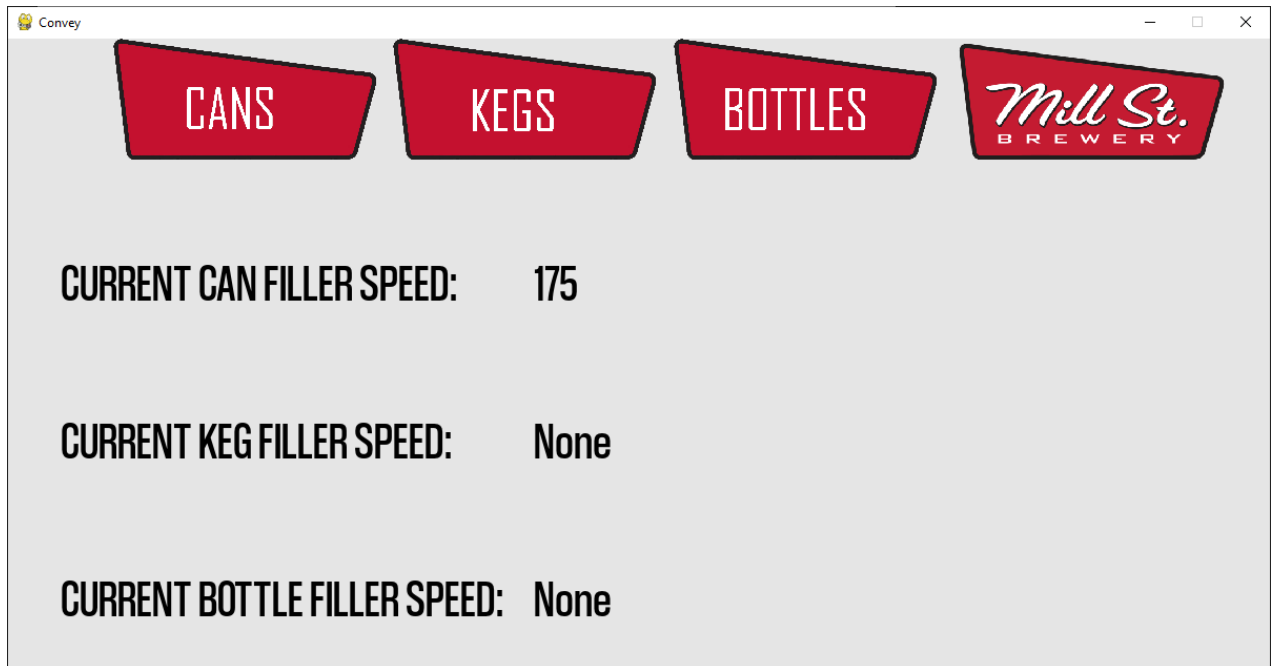 Convey
CANS
KEGS
BOTTLES
Mill St.
BREWERY
CURRENT CAN FILLER SPEED: 175
CURRENT KEG FILLER SPEED: None
CURRENT BOTTLE FILLER SPEED: None